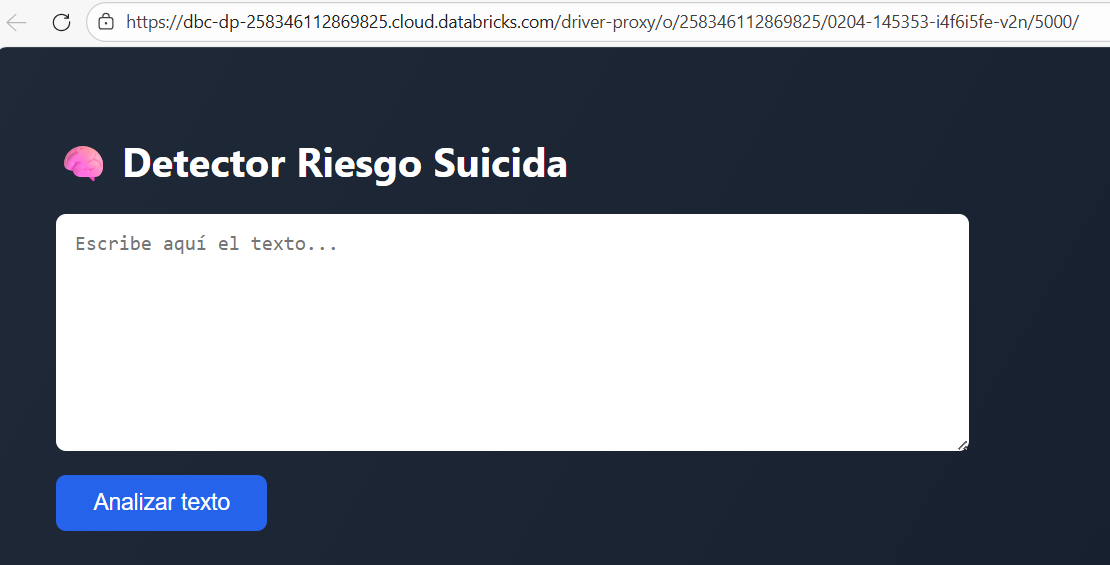 https://dbc-dp-258346112869825.cloud.databricks.com/driver-proxy/o/258346112869825/0204-145353-i4f6i5fe-v2n/5000/
Detector Riesgo Suicida
Escribe aquí el texto...
Analizar texto